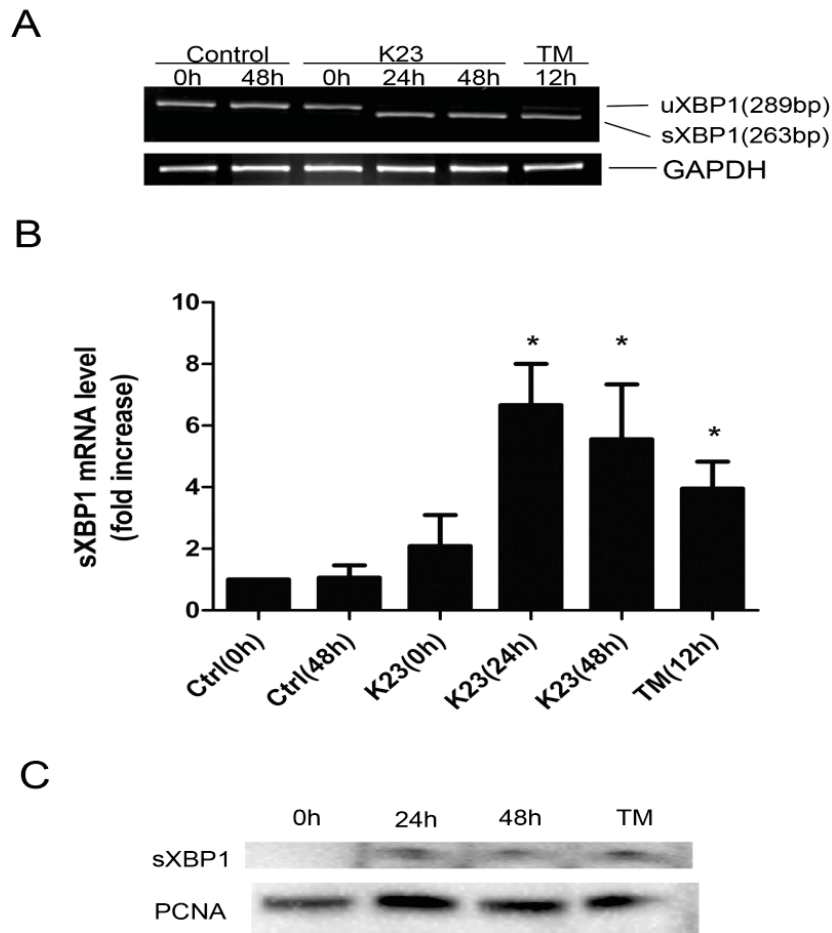 A
Control K23 TM
0h 48h 0h 24h 48h 12h
uXBP1(289bp)
sXBP1(263bp)
GAPDH
B
10
8
6
4
2
0
sXBP1 mRNA level
(fold increase)
* * *
Ctrl(0h) Ctrl(48h) K23(0h) K23(24h) K23(48h) TM(12h)
C
0h 24h 48h TM
sXBP1
PCNA